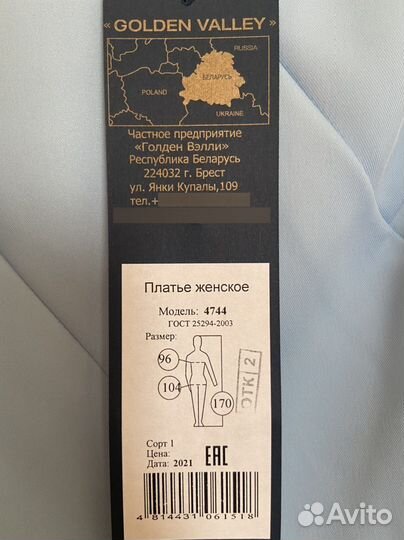 « GOLDEN VALLEY »
RUSSIA
БЕЛАРУСЬ
POLAND
UKRAINE
Частное предприятие
«Голден Вэлли»
Республика Беларусь
224032 г. Брест
ул. Янки Купалы,109
тел.+
Платье женское
Модель: 4744
ГОСТ 25294-2003
Размер:
96
104
170
ОТК 2
Сорт 1
Цена:
Дата: 2021
ЕАС
4 814431 061518
Avito